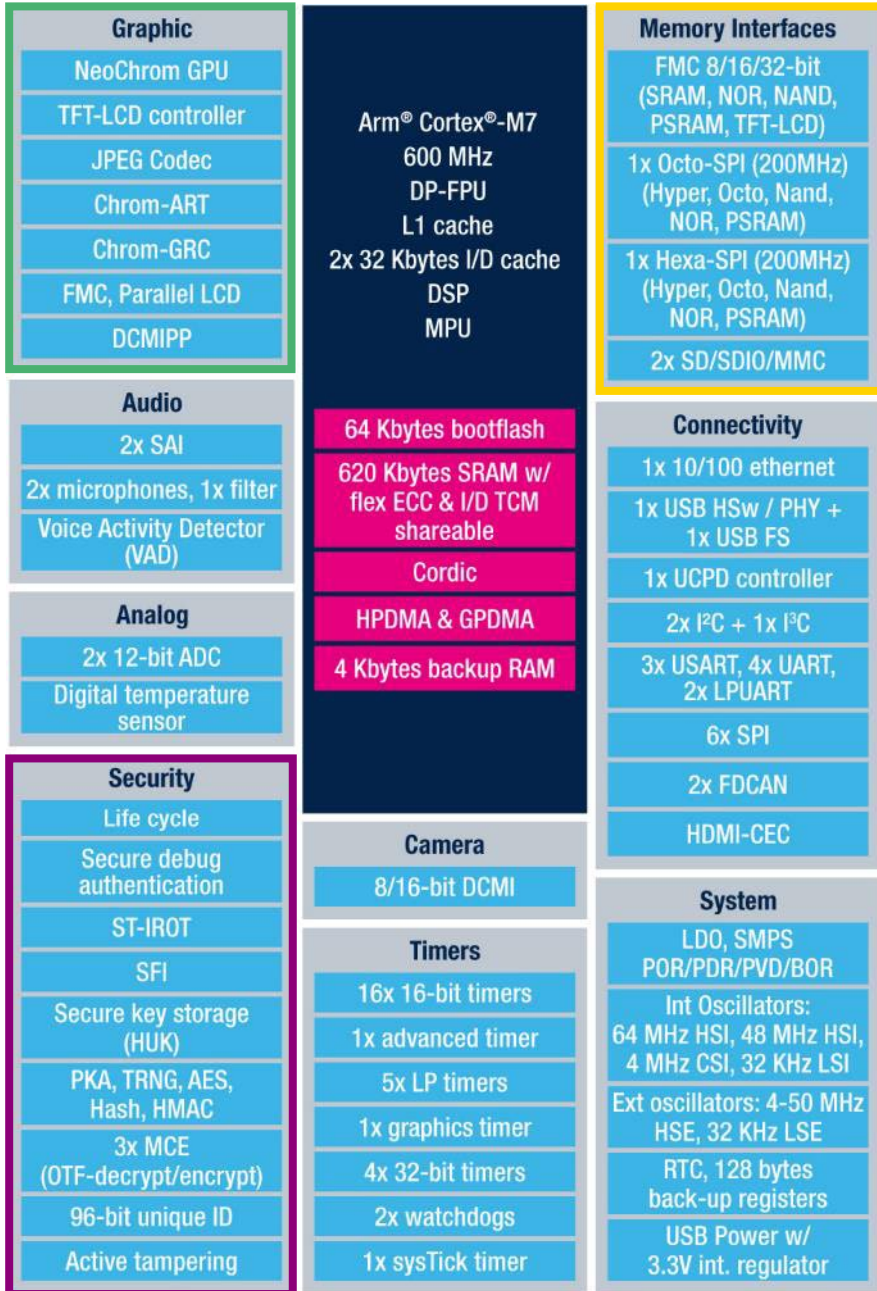 Graphic
NeoChrom GPU
TFT-LCD controller
JPEG Codec
Chrom-ART
Chrom-GRC
FMC, Parallel LCD
DCMIPP
Audio
2x SAI
2x microphones, 1x filter
Voice Activity Detector
(VAD)
Analog
2x 12-bit ADC
Digital temperature
sensor
Security
Life cycle
Secure debug
authentication
ST-IROT
SFI
Secure key storage
(HUK)
PKA, TRNG, AES,
Hash, HMAC
3x MCE
(OTF-decrypt/encrypt)
96-bit unique ID
Active tampering
Arm® Cortex®-M7
600 MHz
DP-FPU
L1 cache
2x 32 Kbytes I/D cache
DSP
MPU
64 Kbytes bootflash
620 Kbytes SRAM w/
flex ECC & I/D TCM
shareable
Cordic
HPDMA & GPDMA
4 Kbytes backup RAM
Camera
8/16-bit DCMI
Timers
16x 16-bit timers
1x advanced timer
5x LP timers
1x graphics timer
4x 32-bit timers
2x watchdogs
1x sysTick timer
Memory Interfaces
FMC 8/16/32-bit
(SRAM, NOR, NAND,
PSRAM, TFT-LCD)
1x Octo-SPI (200MHz)
(Hyper, Octo, Nand,
NOR, PSRAM)
1x Hexa-SPI (200MHz)
(Hyper, Octo, Nand,
NOR, PSRAM)
2x SD/SDIO/MMC
Connectivity
1x 10/100 ethernet
1x USB HSw / PHY +
1x USB FS
1x UCPD controller
2x I²C + 1x I³C
3x USART, 4x UART,
2x LPUART
6x SPI
2x FDCAN
HDMI-CEC
System
LDO, SMPS
POR/PDR/PVD/BOR
Int Oscillators:
64 MHz HSI, 48 MHz HSI,
4 MHz CSI, 32 KHz LSI
Ext oscillators: 4-50 MHz
HSE, 32 KHz LSE
RTC, 128 bytes
back-up registers
USB Power w/
3.3V int. regulator